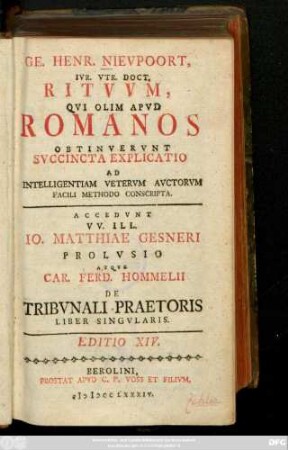 GE. HENR. NIEVPOORT,
IVR. VTR. DOCT.
RITVVM,
QVI OLIM APVD
ROMANOS
OBTINVERVNT
SVCCINCTA EXPLICATIO
AD
INTELLIGENTIAM VETERVM AVCTORVM
FACILI METHODO CONSCRIPTA.
ACCEDVNT
VV. ILL.
IO. MATTHIAE GESNERI
PROLVSIO
ATQVE
CAR. FERD. HOMMELII
DE
TRIBVNALI PRAETORIS
LIBER SINGVLARIS.
EDITIO XIV.
BEROLINI,
PROSTAT APVD C. F. VOSS ET FILIVM,
cIↄIↄccLXXXIV.